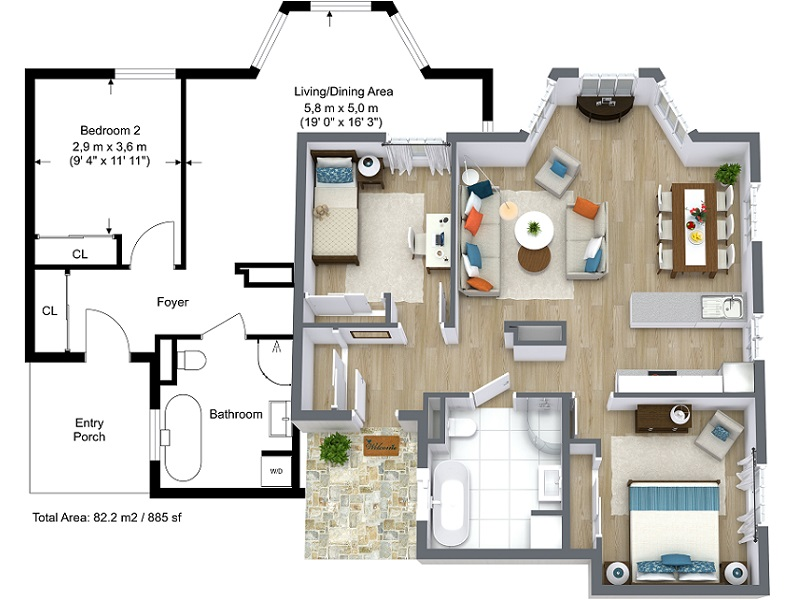 Living/Dining Area
5,8 m x 5,0 m
(19' 0" x 16' 3")
Bedroom 2
2,9 m x 3,6 m
(9' 4" x 11' 11")
CL
CL
Foyer
Bathroom
Entry
Porch
W/D
Welcome
Total Area: 82.2 m2 / 885 sf